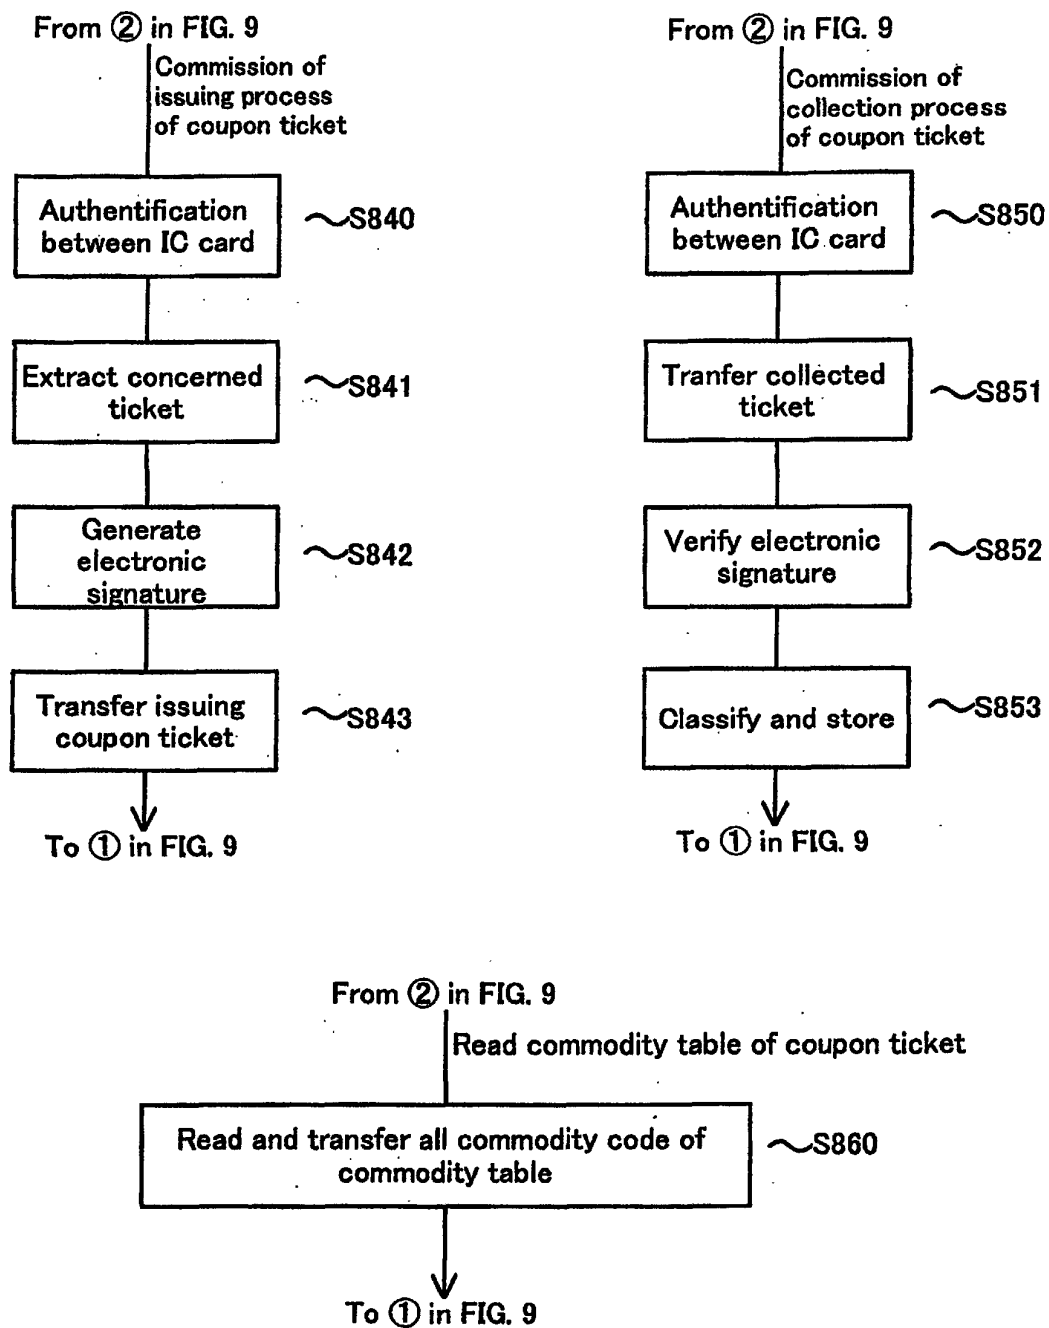 From ② in FIG. 9
Commission of
issuing process
of coupon ticket
Authentification
between IC card
S840
Extract concerned
ticket
S841
Generate
electronic
signature
S842
Transfer issuing
coupon ticket
S843
To ① in FIG. 9
From ② in FIG. 9
Commission of
collection process
of coupon ticket
Authentification
between IC card
S850
Tranfer collected
ticket
S851
Verify electronic
signature
S852
Classify and store
S853
To ① in FIG. 9
From ② in FIG. 9
Read commodity table of coupon ticket
Read and transfer all commodity code of
commodity table
S860
To ① in FIG. 9